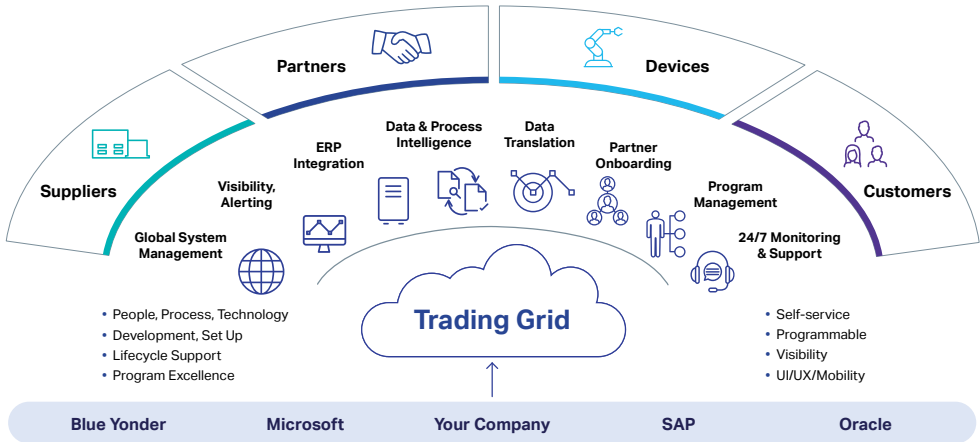 Partners
Devices
Suppliers
Customers
Data & Process
Intelligence
Data
Translation
ERP
Integration
Partner
Onboarding
Visibility,
Alerting
Program
Management
Global System
Management
24/7 Monitoring
& Support
Trading Grid
• People, Process, Technology
• Development, Set Up
• Lifecycle Support
• Program Excellence
• Self-service
• Programmable
• Visibility
• UI/UX/Mobility
Blue Yonder Microsoft Your Company SAP Oracle